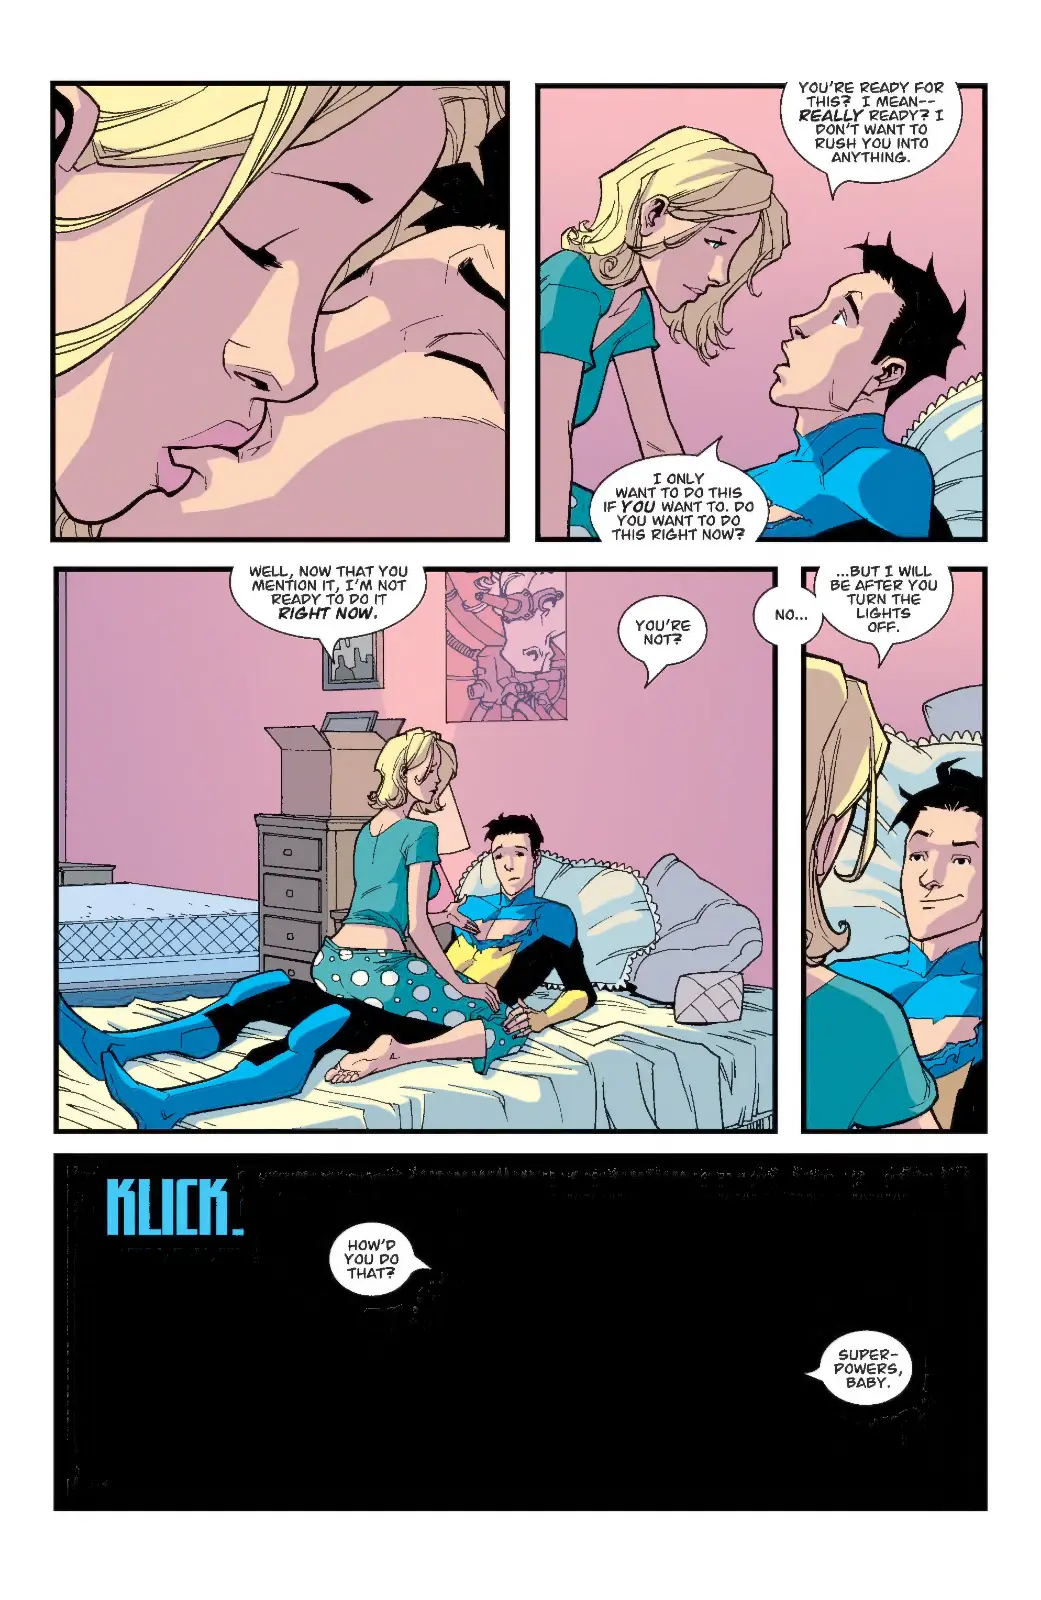 YOU'RE READY FOR
THIS? I MEAN--
REALLY READY? I
DON'T WANT TO
RUSH YOU INTO
ANYTHING.
I ONLY
WANT TO DO THIS
IF YOU WANT TO. DO
YOU WANT TO DO
THIS RIGHT NOW?
WELL, NOW THAT YOU
MENTION IT, I'M NOT
READY TO DO IT
RIGHT NOW.
YOU'RE
NOT?
NO...
...BUT I WILL
BE AFTER YOU
TURN THE
LIGHTS
OFF.
KLICK.
HOW'D
YOU DO
THAT?
SUPER-
POWERS,
BABY.